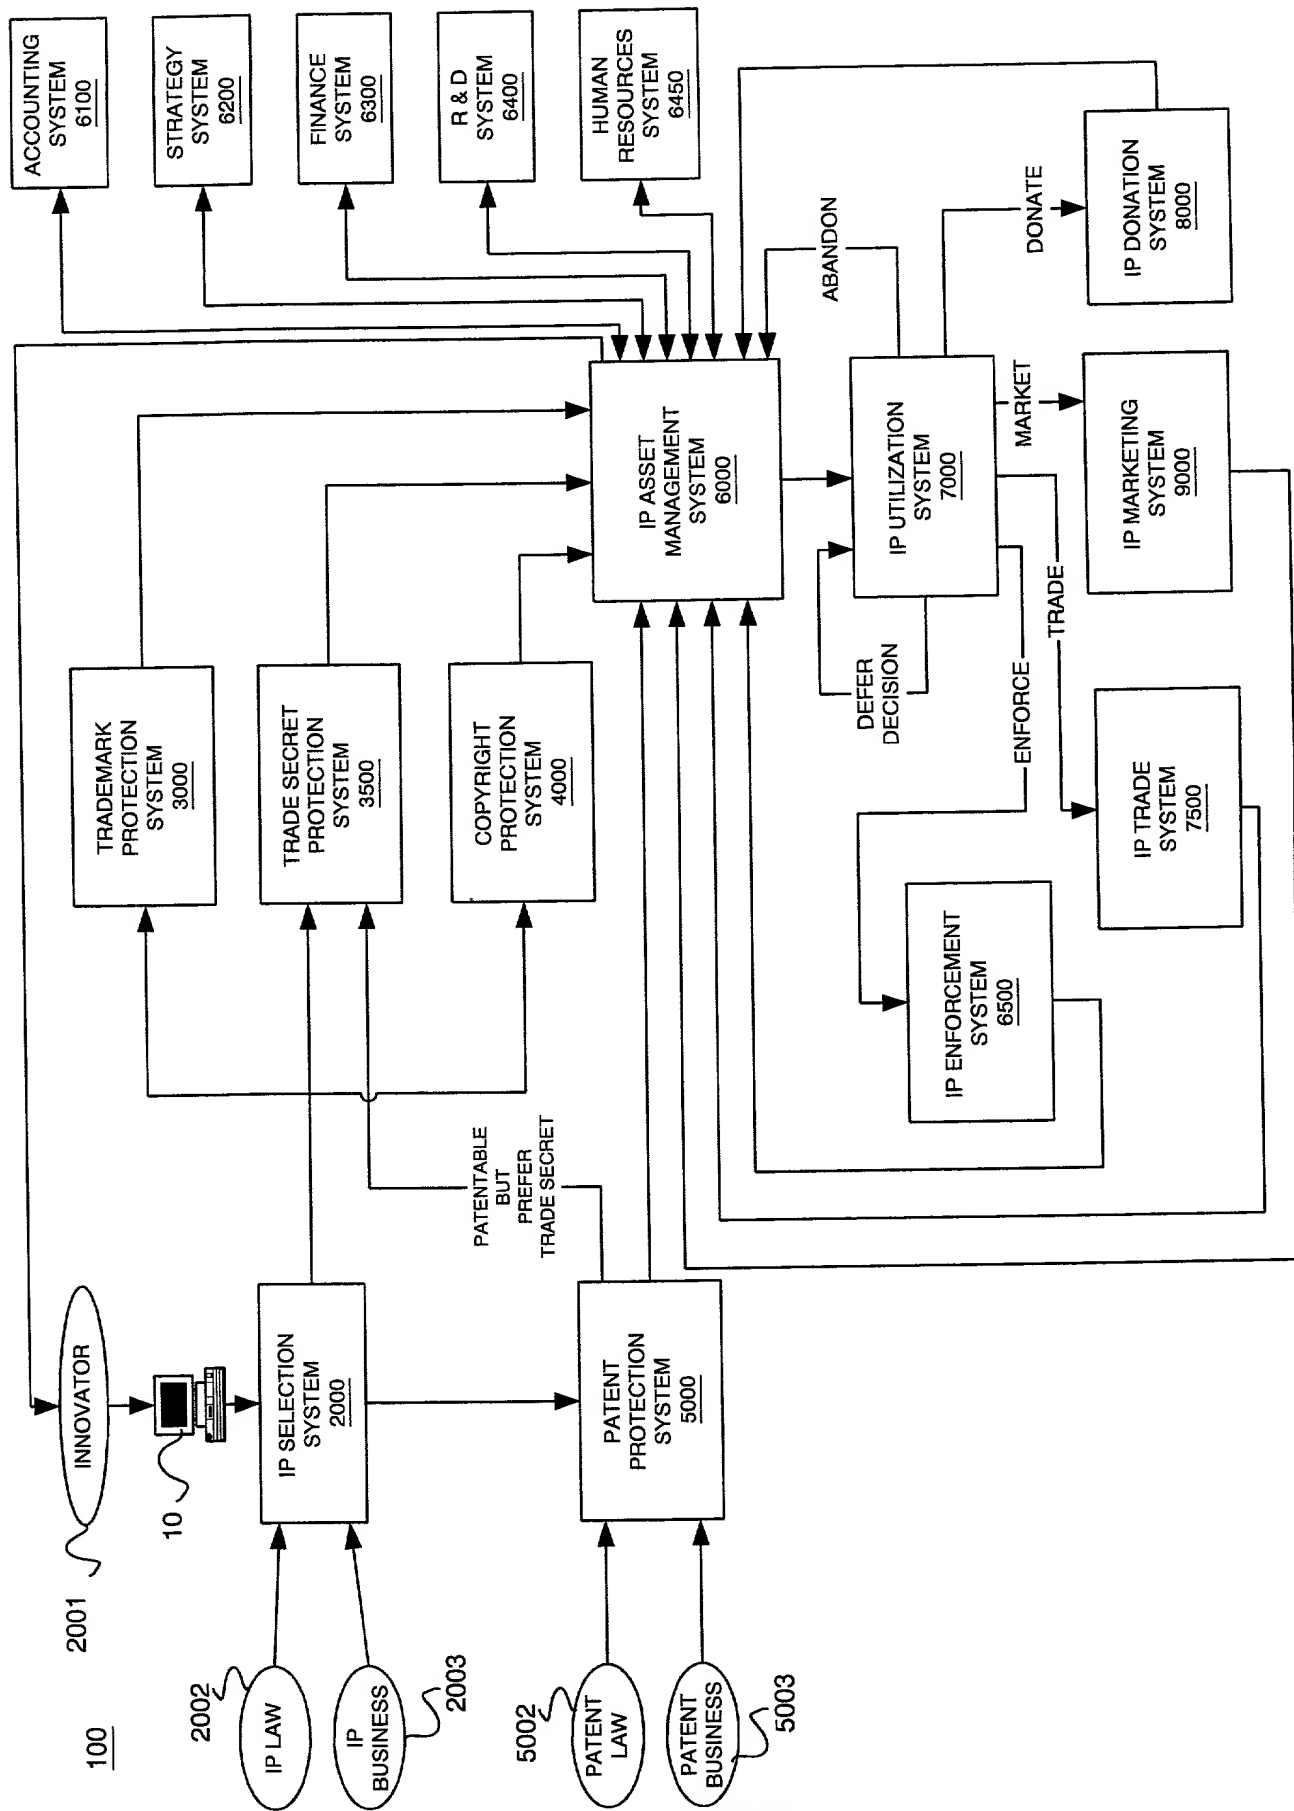 100
2001
INNOVATOR
10
2002
IP LAW
IP
BUSINESS
2003
IP SELECTION
SYSTEM
2000
5002
PATENT
LAW
PATENT
BUSINESS
5003
PATENT
PROTECTION
SYSTEM
5000
PATENTABLE
BUT
PREFER
TRADE SECRET
TRADEMARK
PROTECTION
SYSTEM
3000
TRADE SECRET
PROTECTION
SYSTEM
3500
COPYRIGHT
PROTECTION
SYSTEM
4000
IP ASSET
MANAGEMENT
SYSTEM
6000
ACCOUNTING
SYSTEM
6100
STRATEGY
SYSTEM
6200
FINANCE
SYSTEM
6300
R & D
SYSTEM
6400
HUMAN
RESOURCES
SYSTEM
6450
IP UTILIZATION
SYSTEM
7000
DEFER
DECISION
ABANDON
DONATE
MARKET
TRADE
ENFORCE
IP ENFORCEMENT
SYSTEM
6500
IP TRADE
SYSTEM
7500
IP MARKETING
SYSTEM
9000
IP DONATION
SYSTEM
8000